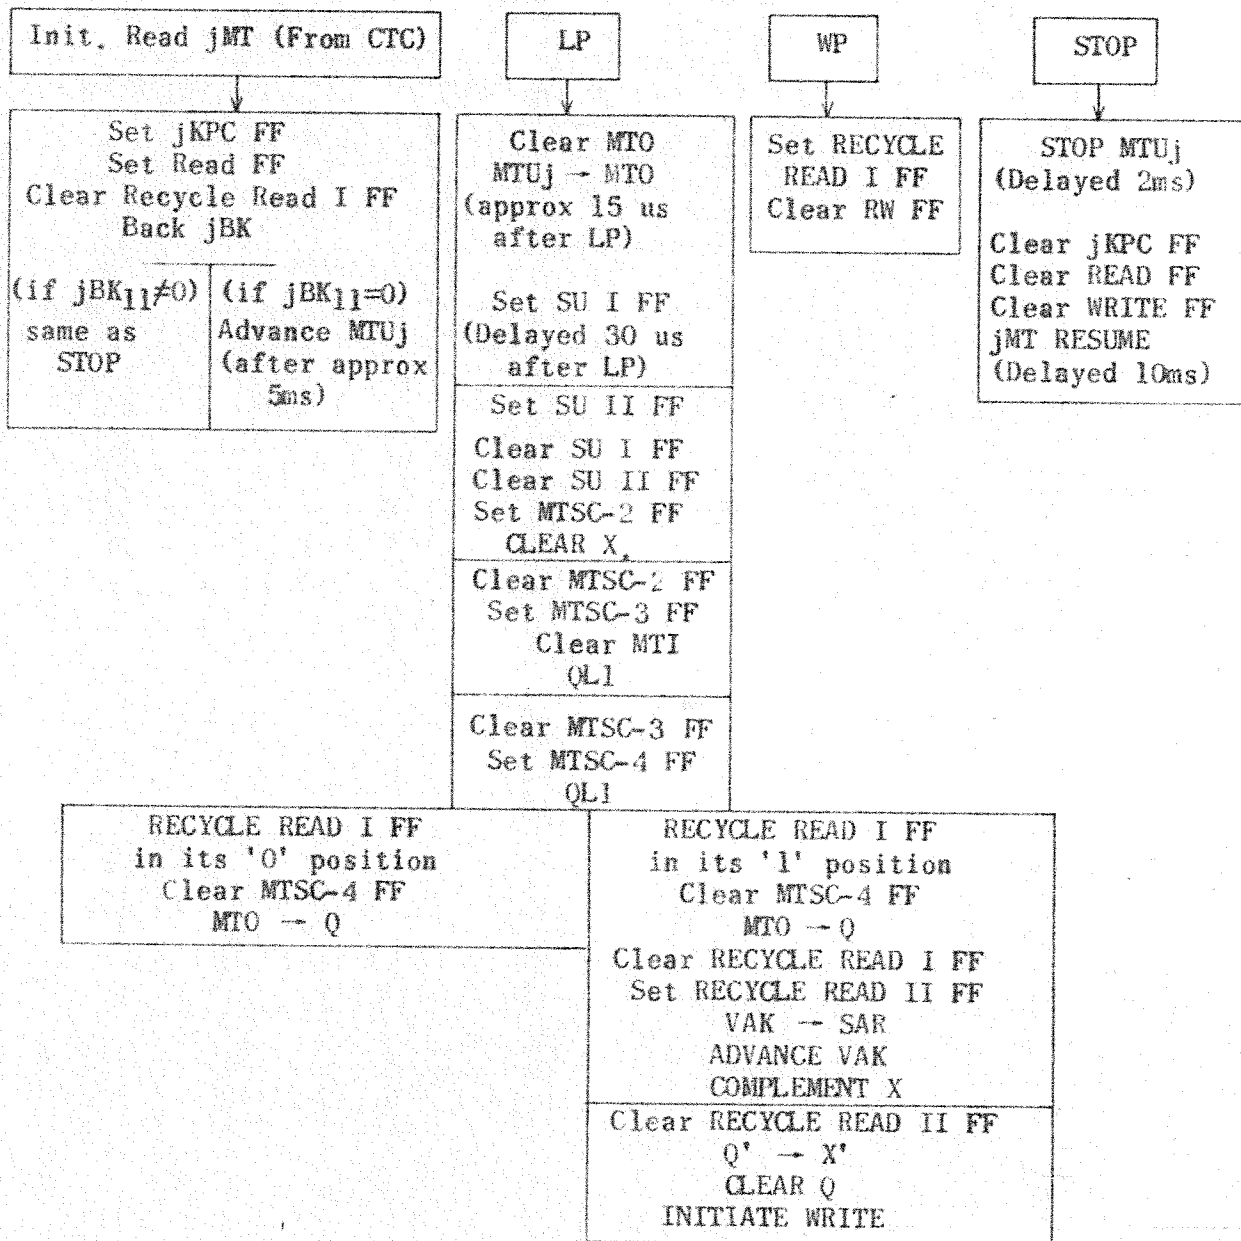 Init. Read jMT (From CTC)
Set jKPC FF
Set Read FF
Clear Recycle Read I FF
Back jBK
(if jBK11≠0)
same as
STOP
(if jBK11=0)
Advance MTUj
(after approx
5ms)
LP
Clear MTO
MTUj → MTO
(approx 15 us
after LP)
Set SU I FF
(Delayed 30 us
after LP)
Set SU II FF
Clear SU I FF
Clear SU II FF
Set MTSC-2 FF
CLEAR X.
Clear MTSC-2 FF
Set MTSC-3 FF
Clear MTI
QL1
Clear MTSC-3 FF
Set MTSC-4 FF
QL1
RECYCLE READ I FF
in its '0' position
Clear MTSC-4 FF
MTO → Q
RECYCLE READ I FF
in its '1' position
Clear MTSC-4 FF
MTO → Q
Clear RECYCLE READ I FF
Set RECYCLE READ II FF
VAK → SAR
ADVANCE VAK
COMPLEMENT X
Clear RECYCLE READ II FF
Q' → X'
CLEAR Q
INITIATE WRITE
WP
Set RECYCLE
READ I FF
Clear RW FF
STOP
STOP MTUj
(Delayed 2ms)
Clear jKPC FF
Clear READ FF
Clear WRITE FF
jMT RESUME
(Delayed 10ms)